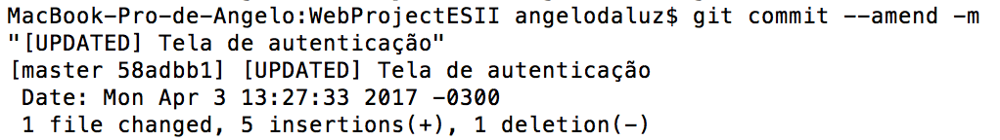 MacBook-Pro-de-Angelo:WebProjectESII angelodaluz$ git commit --amend -m
"[UPDATED] Tela de autenticação"
[master 58adbb1] [UPDATED] Tela de autenticação
 Date: Mon Apr 3 13:27:33 2017 -0300
 1 file changed, 5 insertions(+), 1 deletion(-)